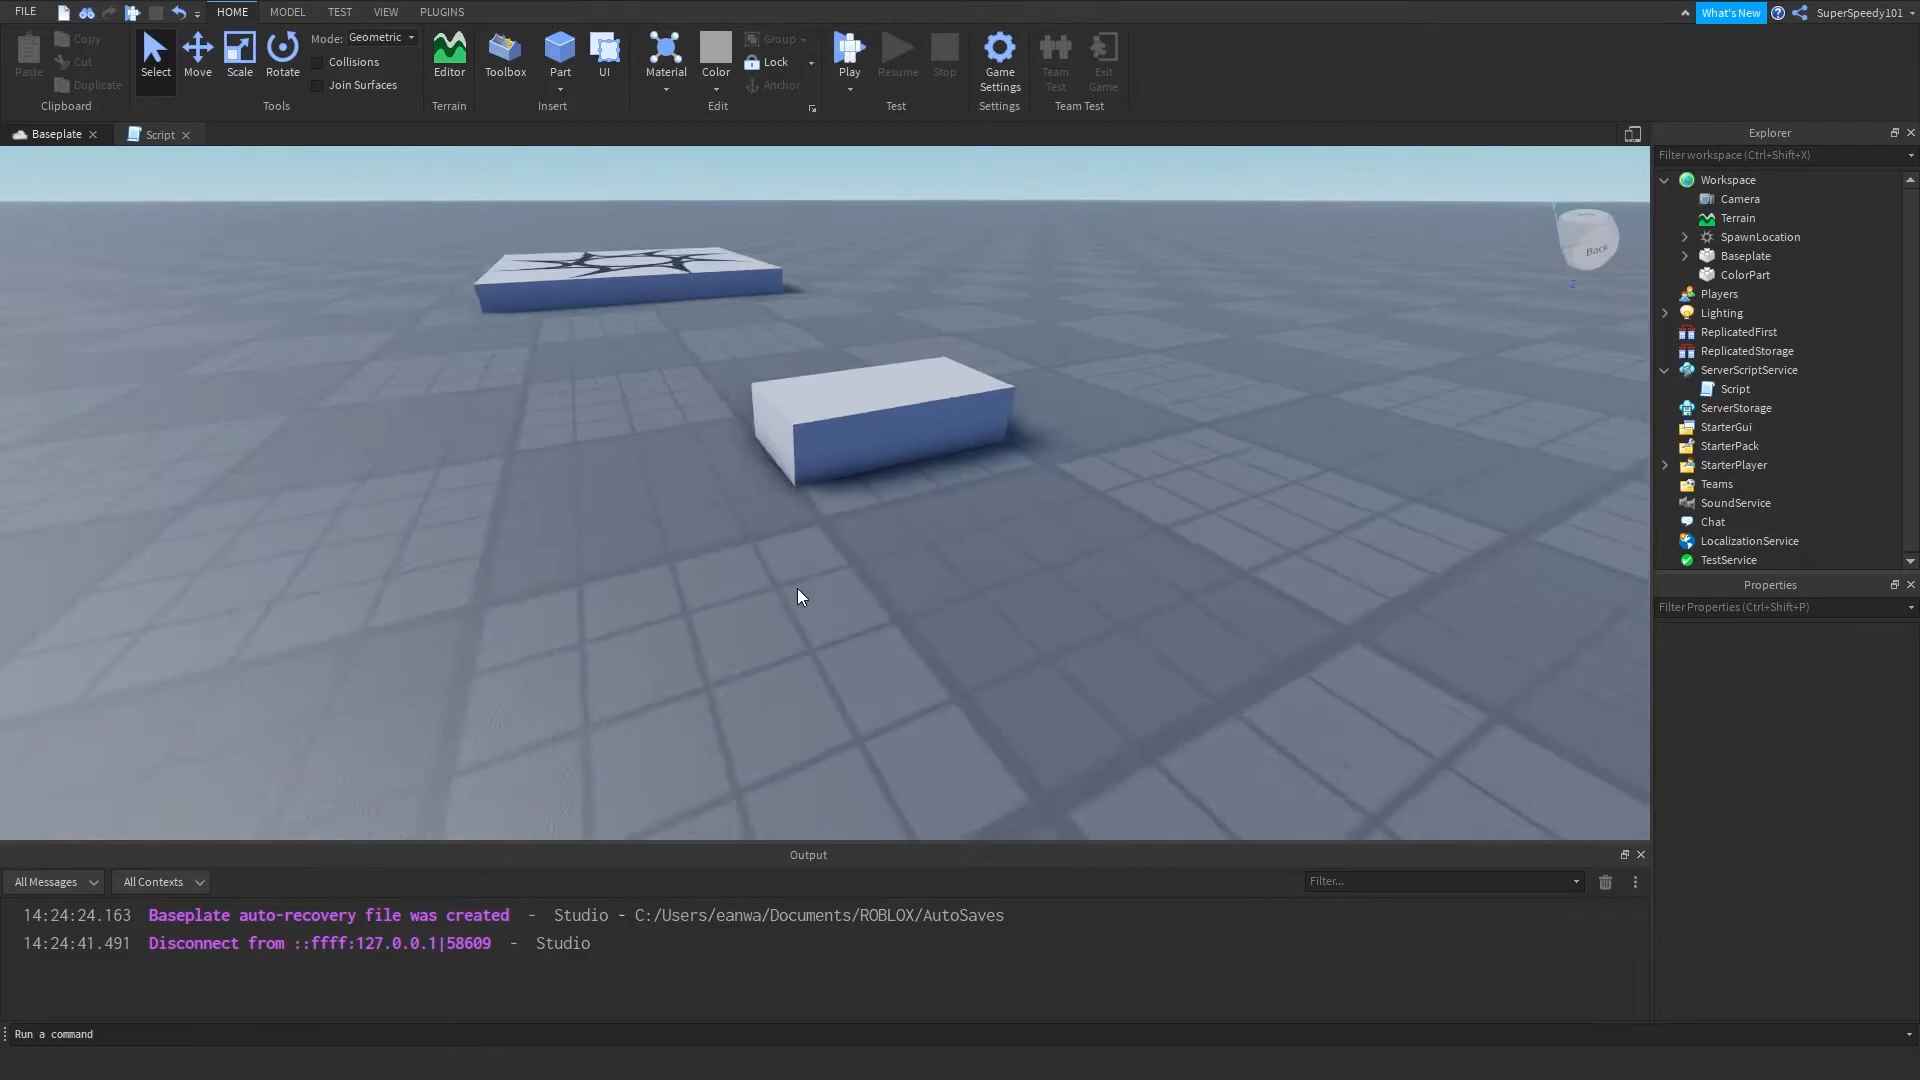 FILE HOME MODEL TEST VIEW PLUGINS What's New SuperSpeedy101
Paste Copy Cut Duplicate
Clipboard
Select Move Scale Rotate Mode: Geometric
Collisions
Join Surfaces
Tools
Editor
Terrain
Toolbox Part UI
Insert
Material Color Group Lock Anchor
Edit
Play Resume Stop
Test
Game Settings
Settings
Team Test Exit Game
Team Test
Baseplate Script
Back
Explorer
Filter workspace (Ctrl+Shift+X)
Workspace
Camera
Terrain
SpawnLocation
Baseplate
ColorPart
Players
Lighting
ReplicatedFirst
ReplicatedStorage
ServerScriptService
Script
ServerStorage
StarterGui
StarterPack
StarterPlayer
Teams
SoundService
Chat
LocalizationService
TestService
Properties
Filter Properties (Ctrl+Shift+P)
Output
All Messages All Contexts Filter...
14:24:24.163 Baseplate auto-recovery file was created - Studio - C:/Users/eanwa/Documents/ROBLOX/AutoSaves
14:24:41.491 Disconnect from ::ffff:127.0.0.1|58609 - Studio
Run a command